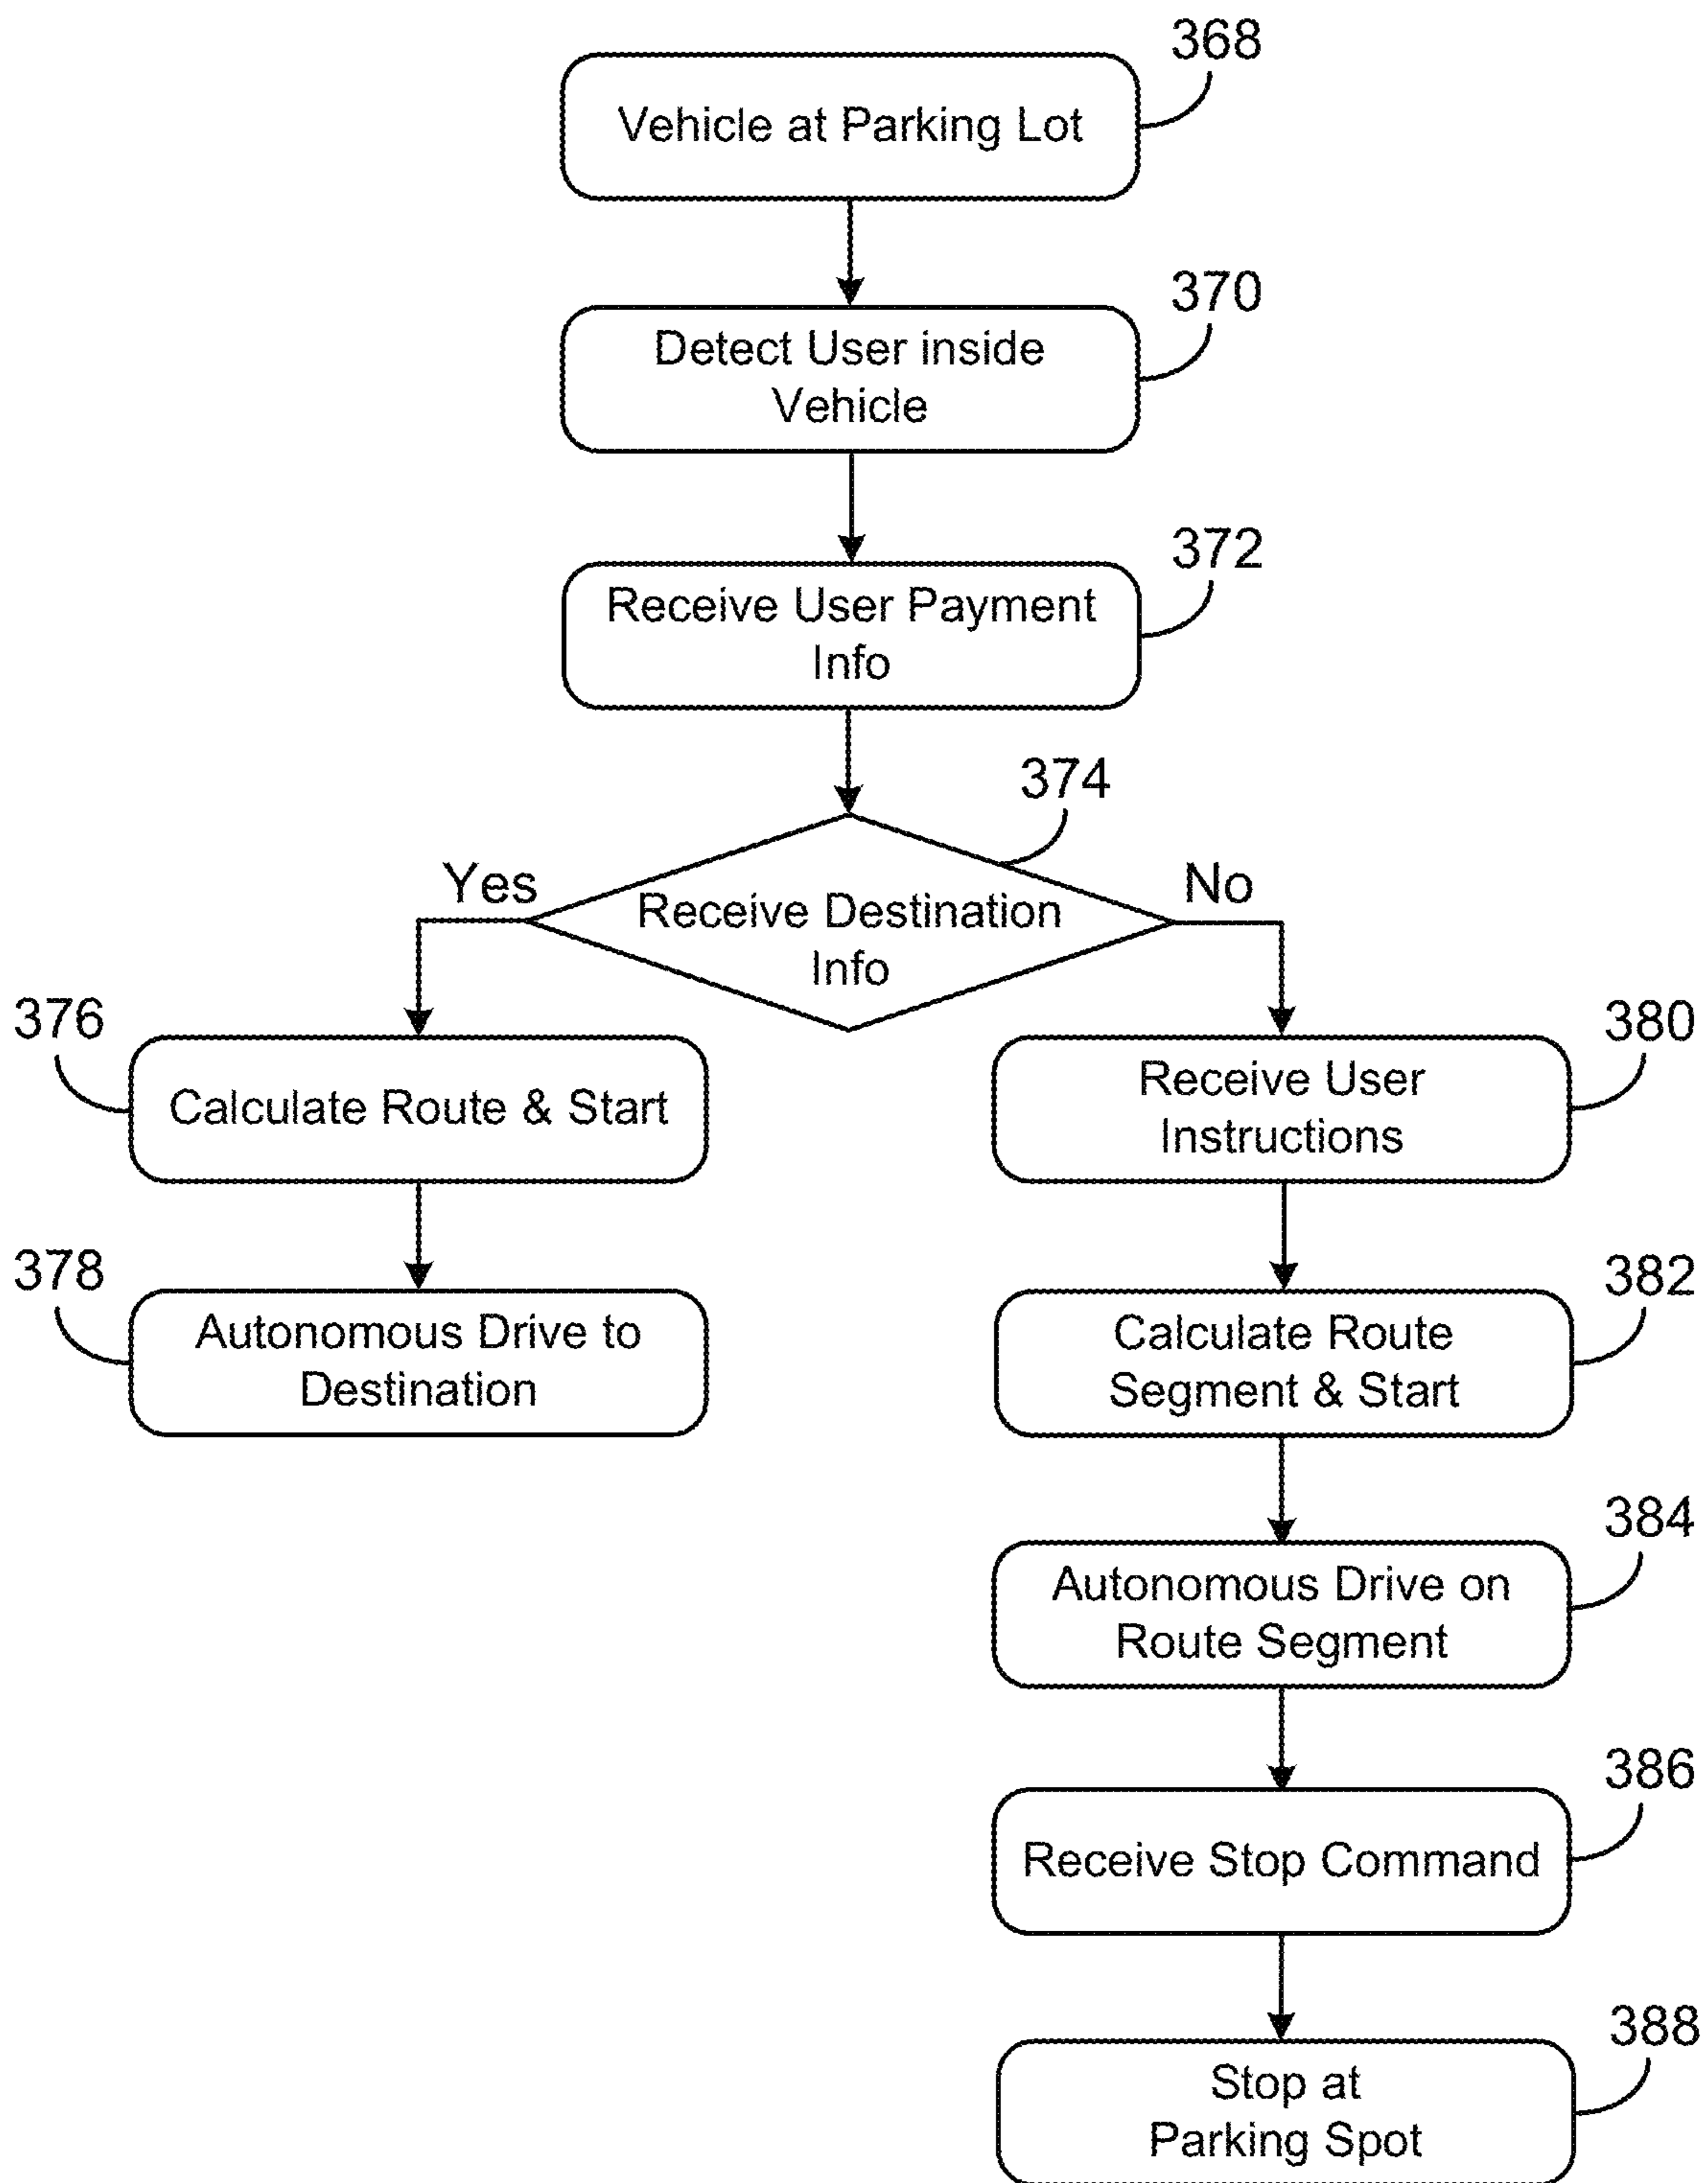 368
Vehicle at Parking Lot
370
Detect User inside
Vehicle
372
Receive User Payment
Info
374
Yes
No
Receive Destination
Info
376
Calculate Route & Start
380
Receive User
Instructions
378
Autonomous Drive to
Destination
382
Calculate Route
Segment & Start
384
Autonomous Drive on
Route Segment
386
Receive Stop Command
388
Stop at
Parking Spot